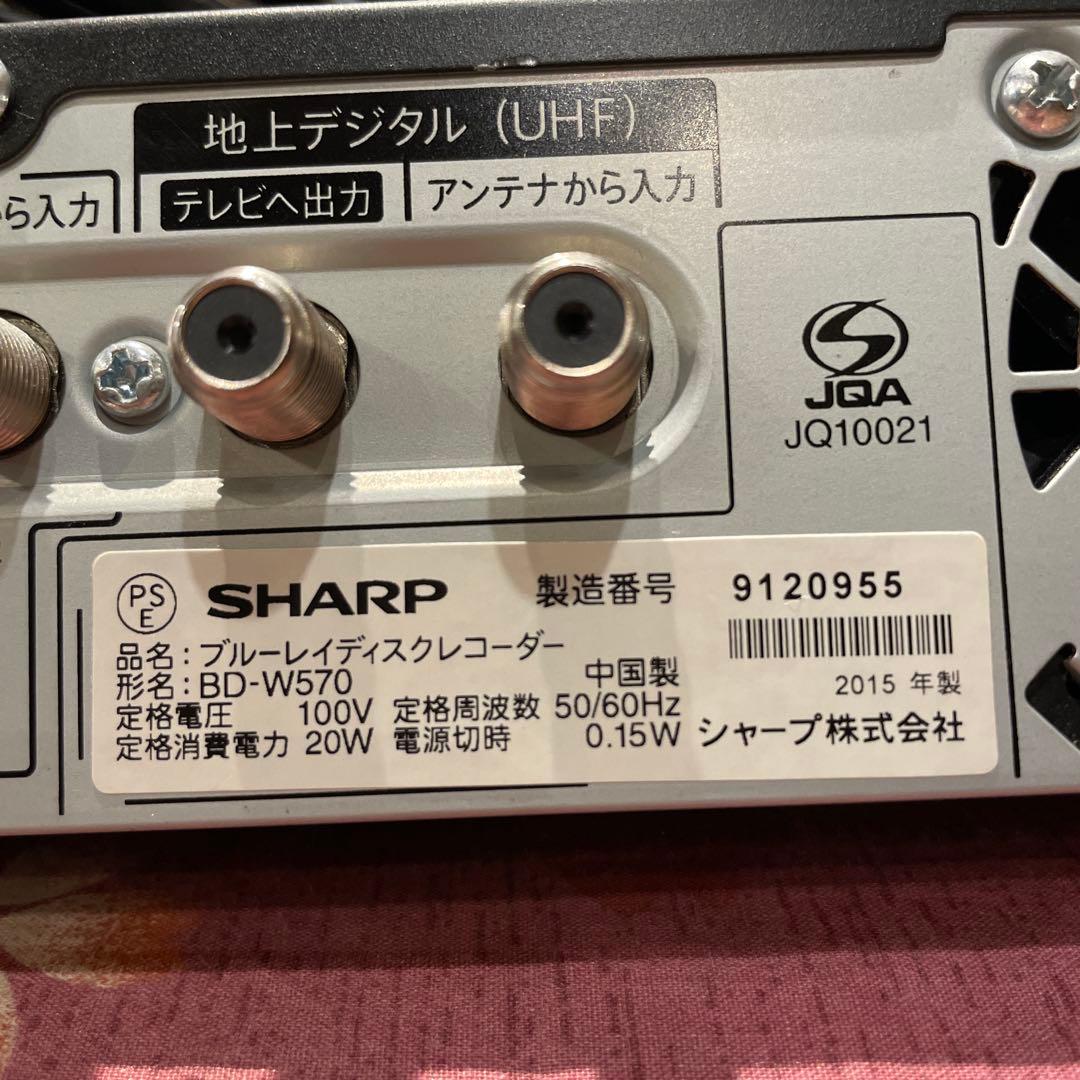 地上デジタル (UHF)
から入力
テレビへ出力
アンテナから入力
JQA
JQ10021
PS
E
SHARP
製造番号 9120955
品名：ブルーレイディスクレコーダー
形名：BD-W570
中国製
2015 年製
定格電圧 100V 定格周波数 50/60Hz
定格消費電力 20W 電源切時 0.15W
シャープ株式会社